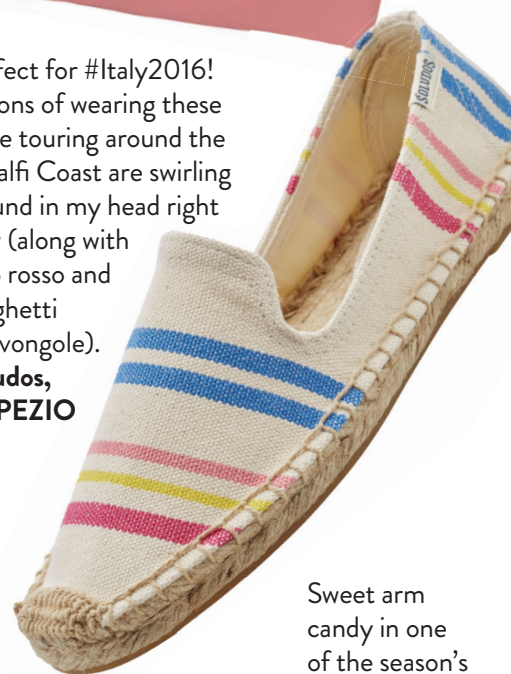 fect for #Italy2016!
ons of wearing these
e touring around the
alfi Coast are swirling
und in my head right
(along with
rosso and
ghetti
vongole).
udos,
PEZIO
Soludos
Sweet arm
candy in one
of the season's